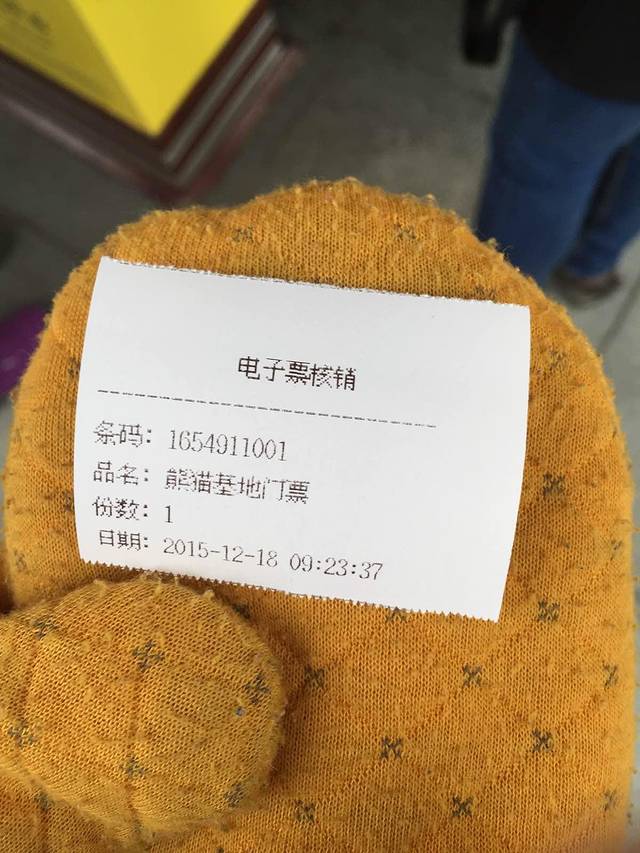 电子票核销
条码: 1654911001
品名: 熊猫基地门票
份数: 1
日期: 2015-12-18 09:23:37